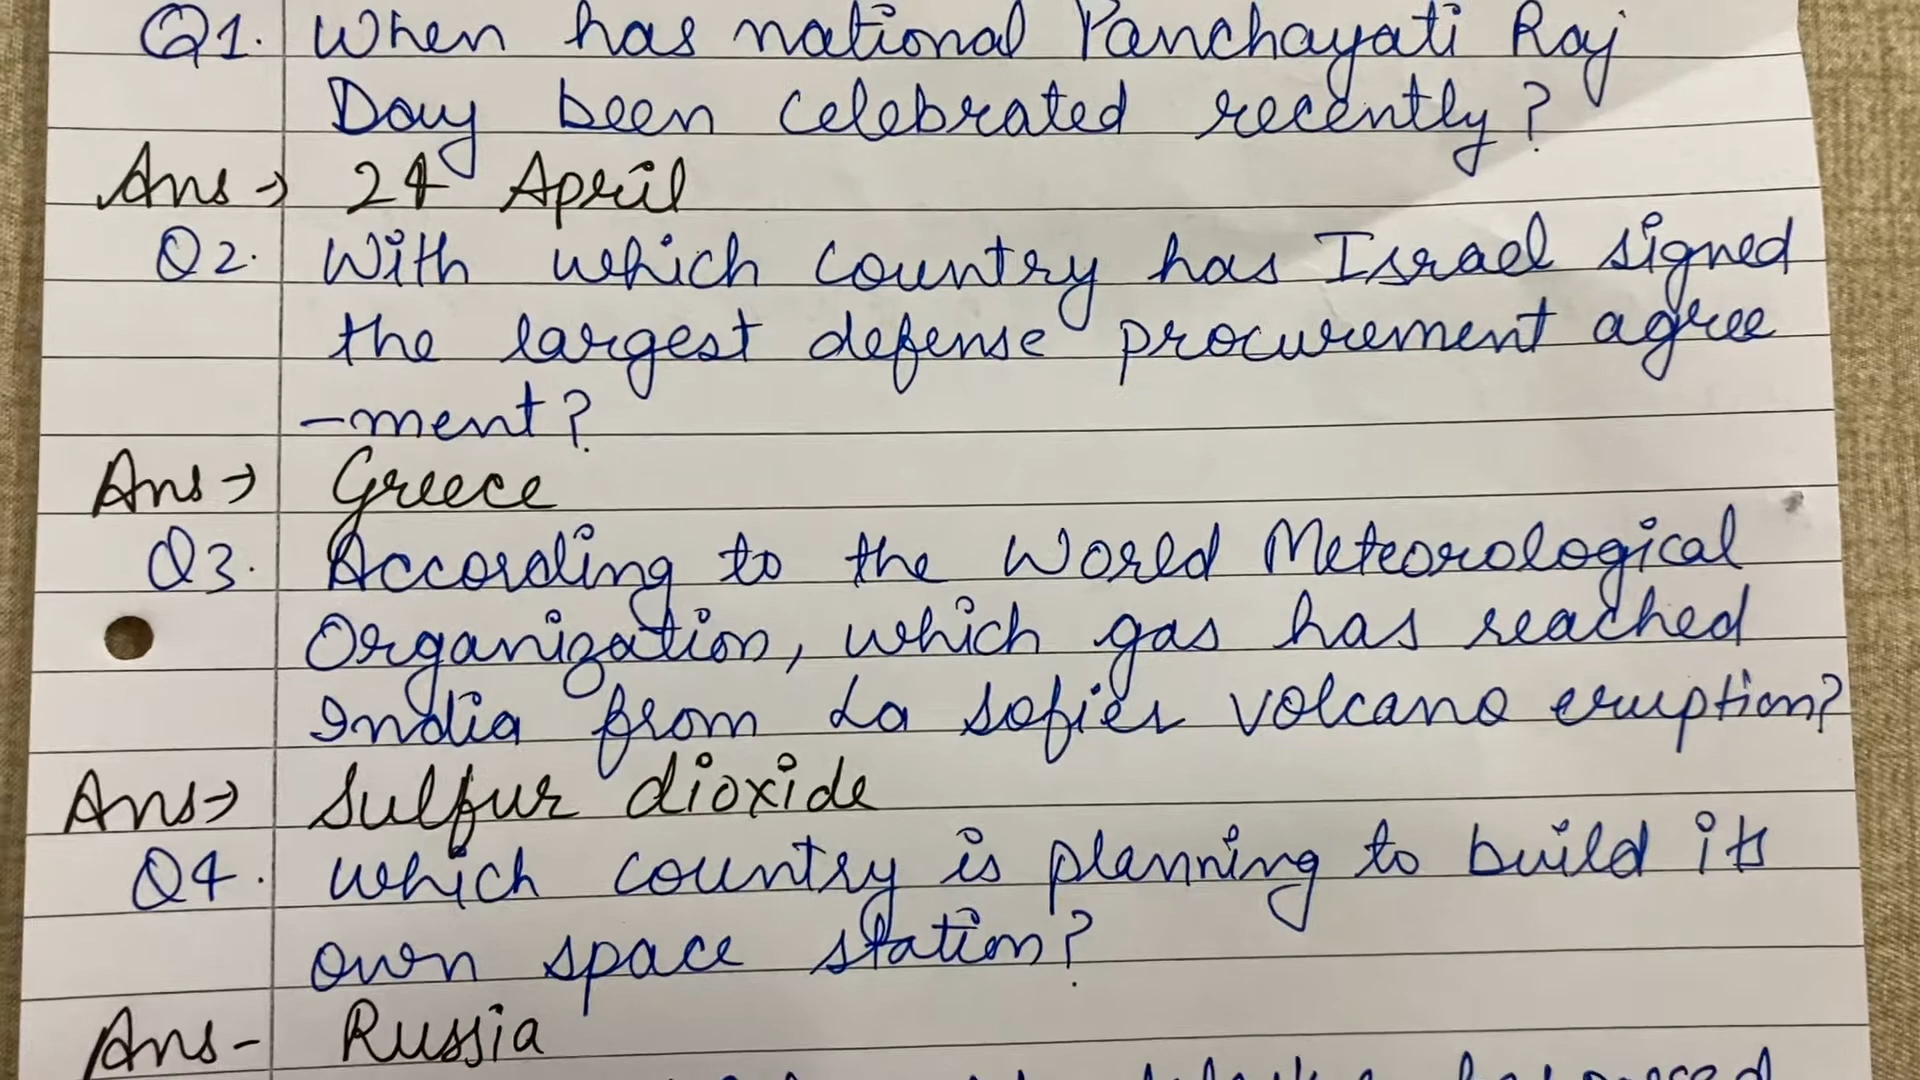 Q1. When has national Panchayati Raj
Day been celebrated recently?
Ans → 24 April
Q2. With which country has Israel signed
the largest defense procurement agree
-ment?
Ans → Greece
Q3. According to the World Meteorological
Organization, which gas has reached
India from La sofier volcano eruption?
Ans → Sulfur dioxide
Q4. which country is planning to build its
own space station?
Ans - Russia